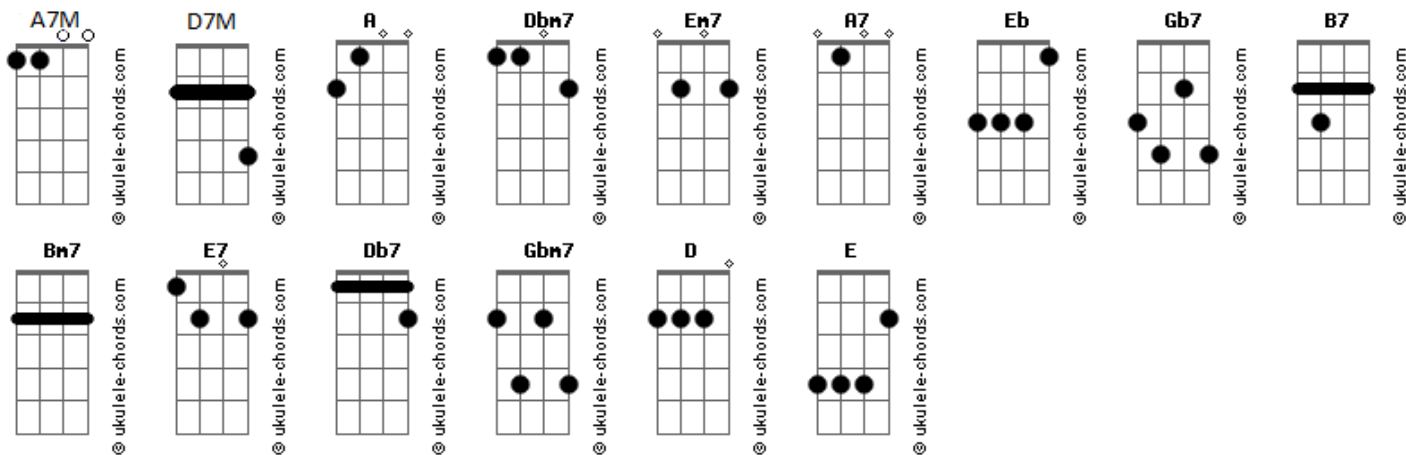 A7M D7M A Dbm7 Em7 A7 Eb Gb7 B7
© ukulele-chords.com © ukulele-chords.com © ukulele-chords.com © ukulele-chords.com © ukulele-chords.com © ukulele-chords.com © ukulele-chords.com © ukulele-chords.com © ukulele-chords.com
Bm7 E7 Db7 Gbm7 D E
© ukulele-chords.com © ukulele-chords.com © ukulele-chords.com © ukulele-chords.com © ukulele-chords.com © ukulele-chords.com